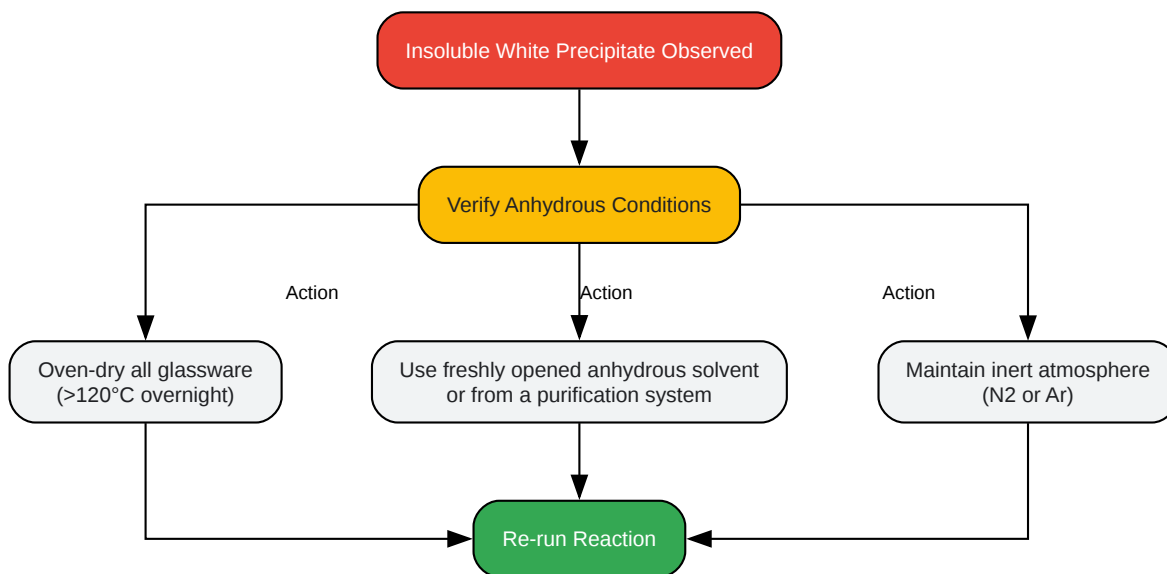 Insoluble White Precipitate Observed
Verify Anhydrous Conditions
Action
Action
Action
Oven-dry all glassware
(>120°C overnight)
Use freshly opened anhydrous solvent
or from a purification system
Maintain inert atmosphere
(N2 or Ar)
Re-run Reaction